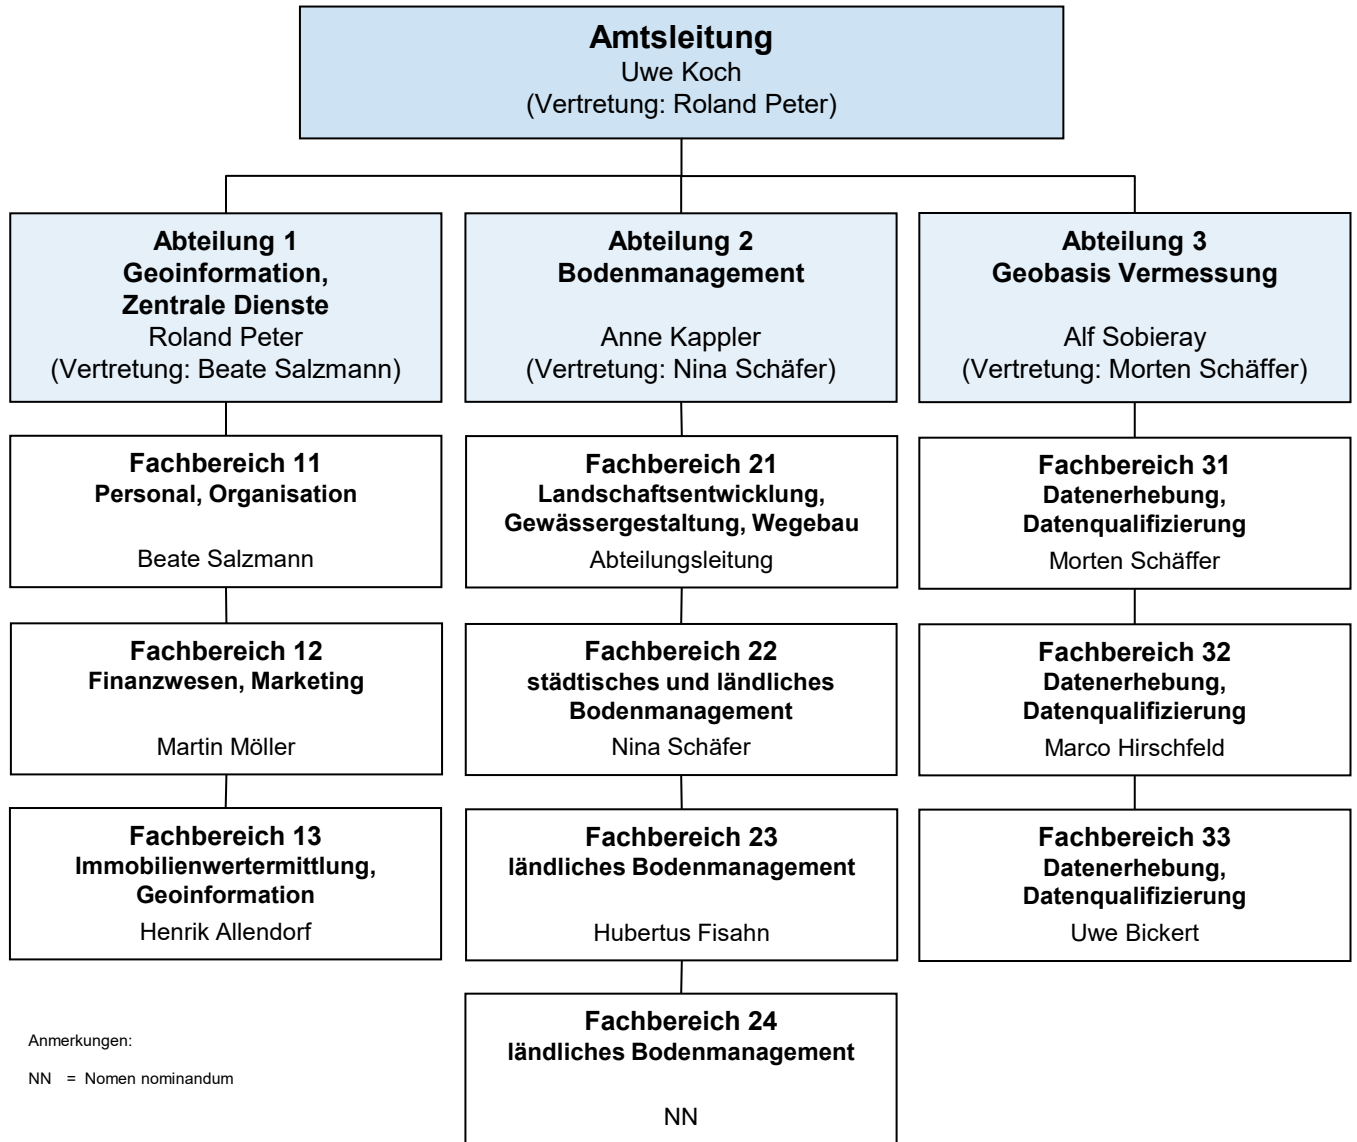 Amtsleitung
Uwe Koch
(Vertretung: Roland Peter)
Abteilung 1
Geoinformation,
Zentrale Dienste
Roland Peter
(Vertretung: Beate Salzmann)
Abteilung 2
Bodenmanagement
Anne Kappler
(Vertretung: Nina Schäfer)
Abteilung 3
Geobasis Vermessung
Alf Sobieray
(Vertretung: Morten Schäffer)
Fachbereich 11
Personal, Organisation
Beate Salzmann
Fachbereich 21
Landschaftsentwicklung,
Gewässergestaltung, Wegebau
Abteilungsleitung
Fachbereich 31
Datenerhebung,
Datenqualifizierung
Morten Schäffer
Fachbereich 12
Finanzwesen, Marketing
Martin Möller
Fachbereich 22
städtisches und ländliches
Bodenmanagement
Nina Schäfer
Fachbereich 32
Datenerhebung,
Datenqualifizierung
Marco Hirschfeld
Fachbereich 13
Immobilienwertermittlung,
Geoinformation
Henrik Allendorf
Fachbereich 23
ländliches Bodenmanagement
Hubertus Fisahn
Fachbereich 33
Datenerhebung,
Datenqualifizierung
Uwe Bickert
Fachbereich 24
ländliches Bodenmanagement
NN
Anmerkungen:
NN = Nomen nominandum